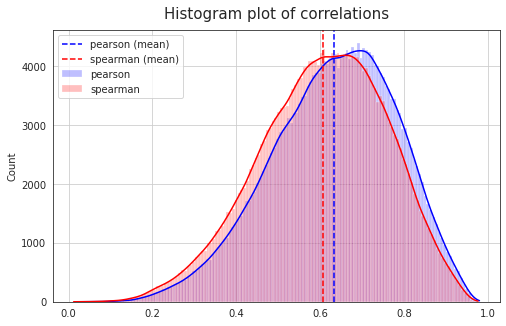 Histogram plot of correlations
pearson (mean)
spearman (mean)
pearson
spearman
Count
4000
3000
2000
1000
0
0.0 0.2 0.4 0.6 0.8 1.0